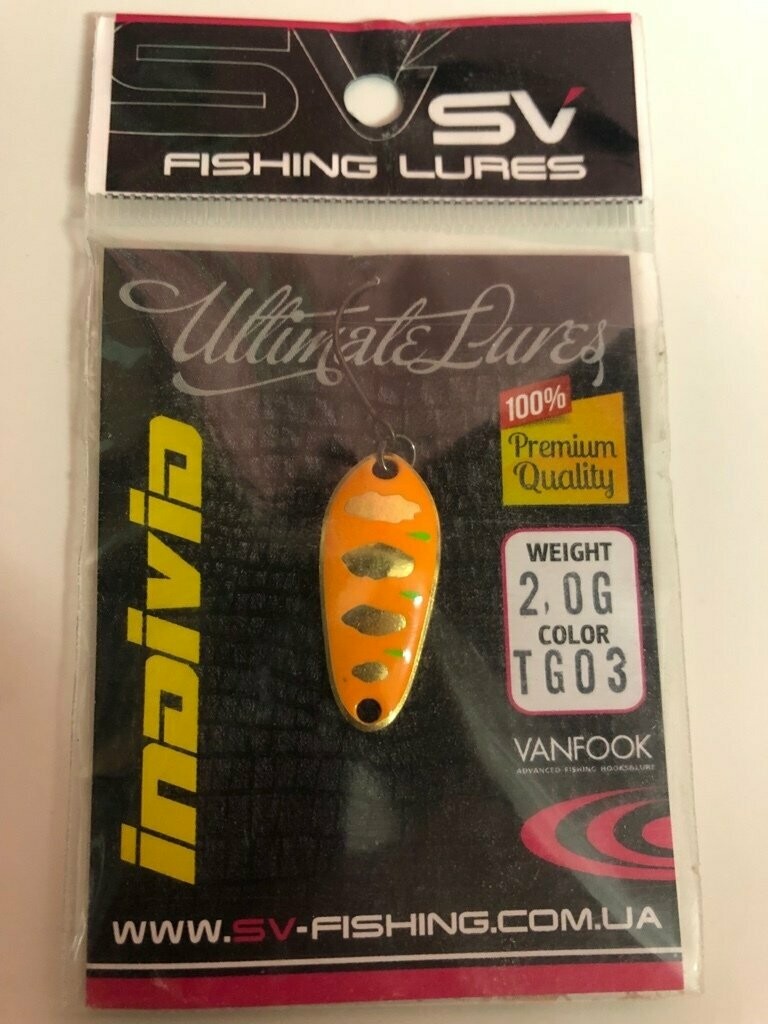 SV
SV
FISHING LURES
Ultimate Lures
100%
Premium
Quality
inDiViD
WEIGHT
2,0G
COLOR
TG03
VANFOOK
ADVANCED FISHING HOOKS&LURE
WWW.SV-FISHING.COM.UA